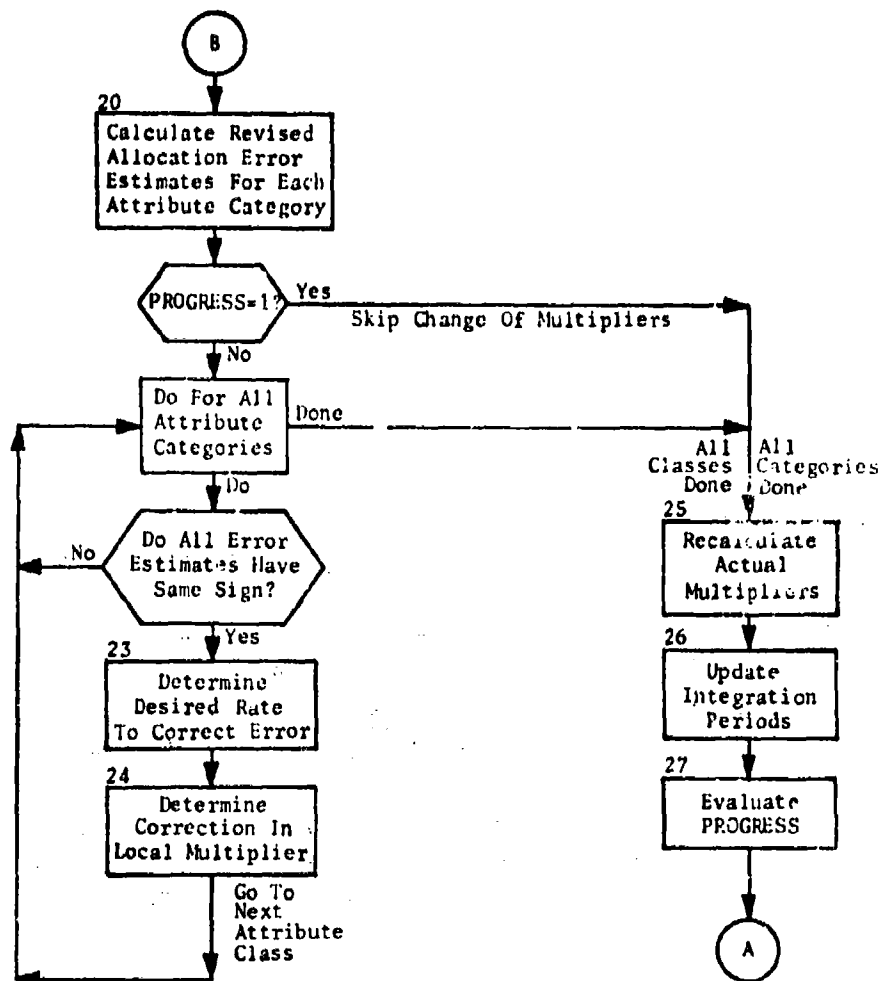 B
20
Calculate Revised
Allocation Error
Estimates For Each
Attribute Category
PROGRESS=1?
Yes
Skip Change Of Multipliers
No
Do For All
Attribute
Categories
Done
Do
Do All Error
Estimates Have
Same Sign?
No
Yes
23
Determine
Desired Rate
To Correct Error
24
Determine
Correction In
Local Multiplier
Go To
Next
Attribute
Class
All
Classes
Done
All
Categories
Done
25
Recalculate
Actual
Multipliers
26
Update
Integration
Periods
27
Evaluate
PROGRESS
A